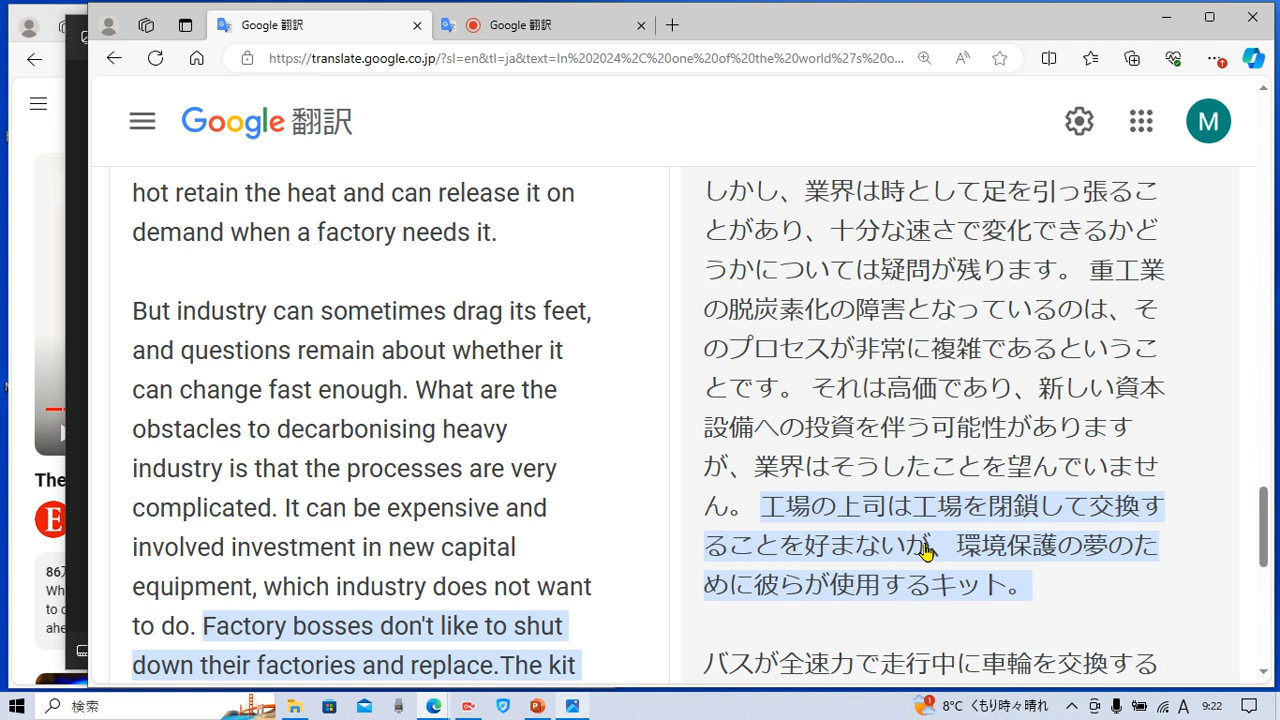 Google 翻訳
Google 翻訳
https://translate.google.co.jp/?sl=en&tl=ja&text=In%202024%2C%20one%20of%20the%20world%27s%20o...
Google 翻訳
M
hot retain the heat and can release it on
demand when a factory needs it.
But industry can sometimes drag its feet,
and questions remain about whether it
can change fast enough. What are the
obstacles to decarbonising heavy
industry is that the processes are very
complicated. It can be expensive and
involved investment in new capital
equipment, which industry does not want
to do. Factory bosses don't like to shut
down their factories and replace.The kit
しかし、業界は時として足を引っ張るこ
とがあり、十分な速さで変化できるかど
うかについては疑問が残ります。 重工業
の脱炭素化の障害となっているのは、そ
のプロセスが非常に複雑であるというこ
とです。 それは高価であり、新しい資本
設備への投資を伴う可能性があります
が、業界はそうしたことを望んでいませ
ん。 工場の上司は工場を閉鎖して交換す
ることを好まないが、 環境保護の夢のた
めに彼らが使用するキット。
バスが全速力で走行中に車輪を交換する
The
E
86万
Wh
to c
ahe
検索
1
8°C くもり時々晴れ
A
9:22